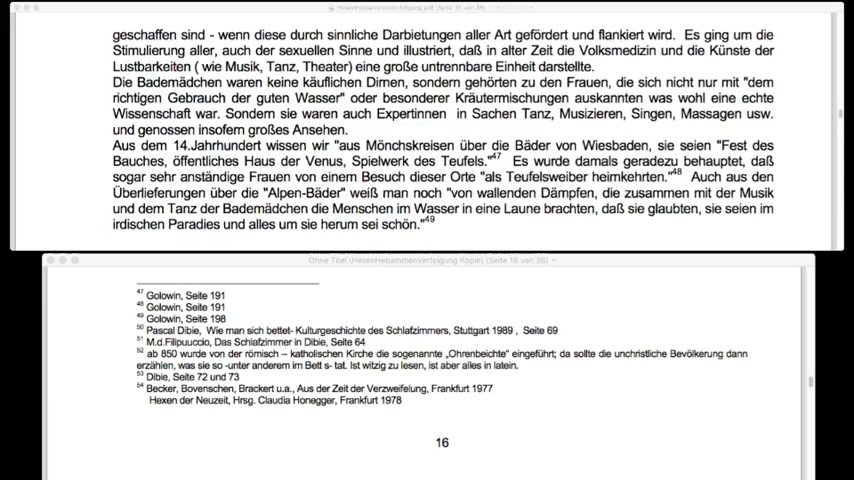 HexenHebammenVerfolgung.pdf (Seite 16 von 36)
geschaffen sind - wenn diese durch sinnliche Darbietungen aller Art gefördert und flankiert wird. Es ging um die
Stimulierung aller, auch der sexuellen Sinne und illustriert, daß in alter Zeit die Volksmedizin und die Künste der
Lustbarkeiten ( wie Musik, Tanz, Theater) eine große untrennbare Einheit darstellte.
Die Bademädchen waren keine käuflichen Dirnen, sondern gehörten zu den Frauen, die sich nicht nur mit "dem
richtigen Gebrauch der guten Wasser" oder besonderer Kräutermischungen auskannten was wohl eine echte
Wissenschaft war. Sondern sie waren auch Expertinnen in Sachen Tanz, Musizieren, Singen, Massagen usw.
und genossen insofern großes Ansehen.
Aus dem 14.Jahrhundert wissen wir "aus Mönchskreisen über die Bäder von Wiesbaden, sie seien "Fest des
Bauches, öffentliches Haus der Venus, Spielwerk des Teufels."47 Es wurde damals geradezu behauptet, daß
sogar sehr anständige Frauen von einem Besuch dieser Orte "als Teufelsweiber heimkehrten."48 Auch aus den
Überlieferungen über die "Alpen-Bäder" weiß man noch "von wallenden Dämpfen, die zusammen mit der Musik
und dem Tanz der Bademädchen die Menschen im Wasser in eine Laune brachten, daß sie glaubten, sie seien im
irdischen Paradies und alles um sie herum sei schön."49
Ohne Titel (HexenHebammenVerfolgung Kopie) (Seite 16 von 36)
47 Golowin, Seite 191
48 Golowin, Seite 191
49 Golowin, Seite 198
50 Pascal Dibie, Wie man sich bettet- Kulturgeschichte des Schlafzimmers, Stuttgart 1989 , Seite 69
51 M.d.Filipuuccio, Das Schlafzimmer in Dibie, Seite 64
52 ab 850 wurde von der römisch – katholischen Kirche die sogenannte „Ohrenbeichte" eingeführt; da sollte die unchristliche Bevölkerung dann
erzählen, was sie so -unter anderem im Bett s- tat. Ist witzig zu lesen, ist aber alles in latein.
53 Dibie, Seite 72 und 73
54 Becker, Bovenschen, Brackert u.a., Aus der Zeit der Verzweifelung, Frankfurt 1977
Hexen der Neuzeit, Hrsg. Claudia Honegger, Frankfurt 1978
16